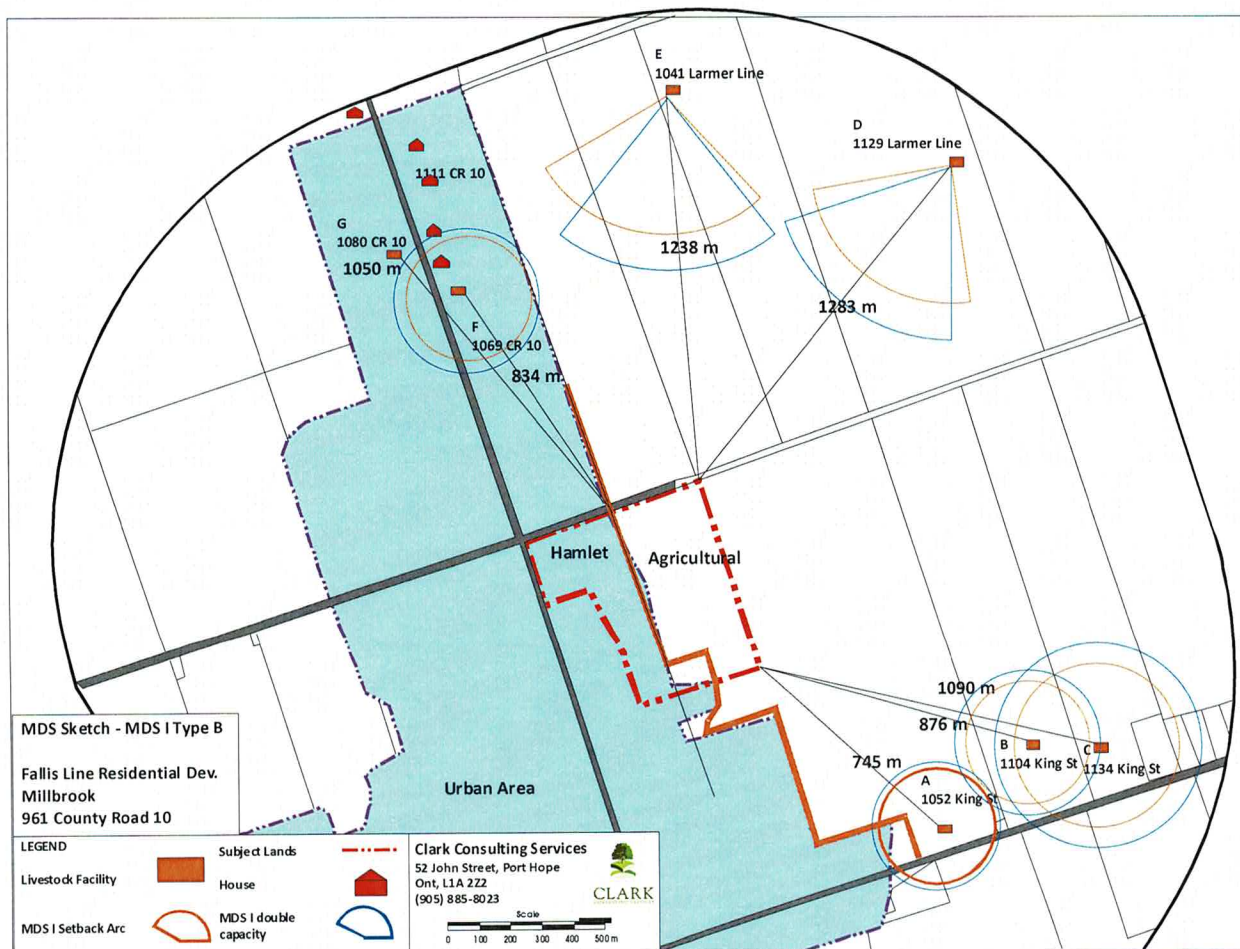 E
1041 Larmer Line
D
1129 Larmer Line
1111 CR 10
G
1080 CR 10
1050 m
1238 m
1283 m
F
1069 CR 10
834 m
Hamlet
Agricultural
1090 m
876 m
B
1104 King St
C
1134 King St
745 m
A
1052 King St
Urban Area
MDS Sketch - MDS I Type B
Fallis Line Residential Dev.
Millbrook
961 County Road 10
LEGEND
Livestock Facility
Subject Lands
House
MDS I Setback Arc
MDS I double
capacity
Clark Consulting Services
52 John Street, Port Hope
Ont, L1A 2Z2
(905) 885-8023
CLARK
Scale
0 100 200 300 400 500 m